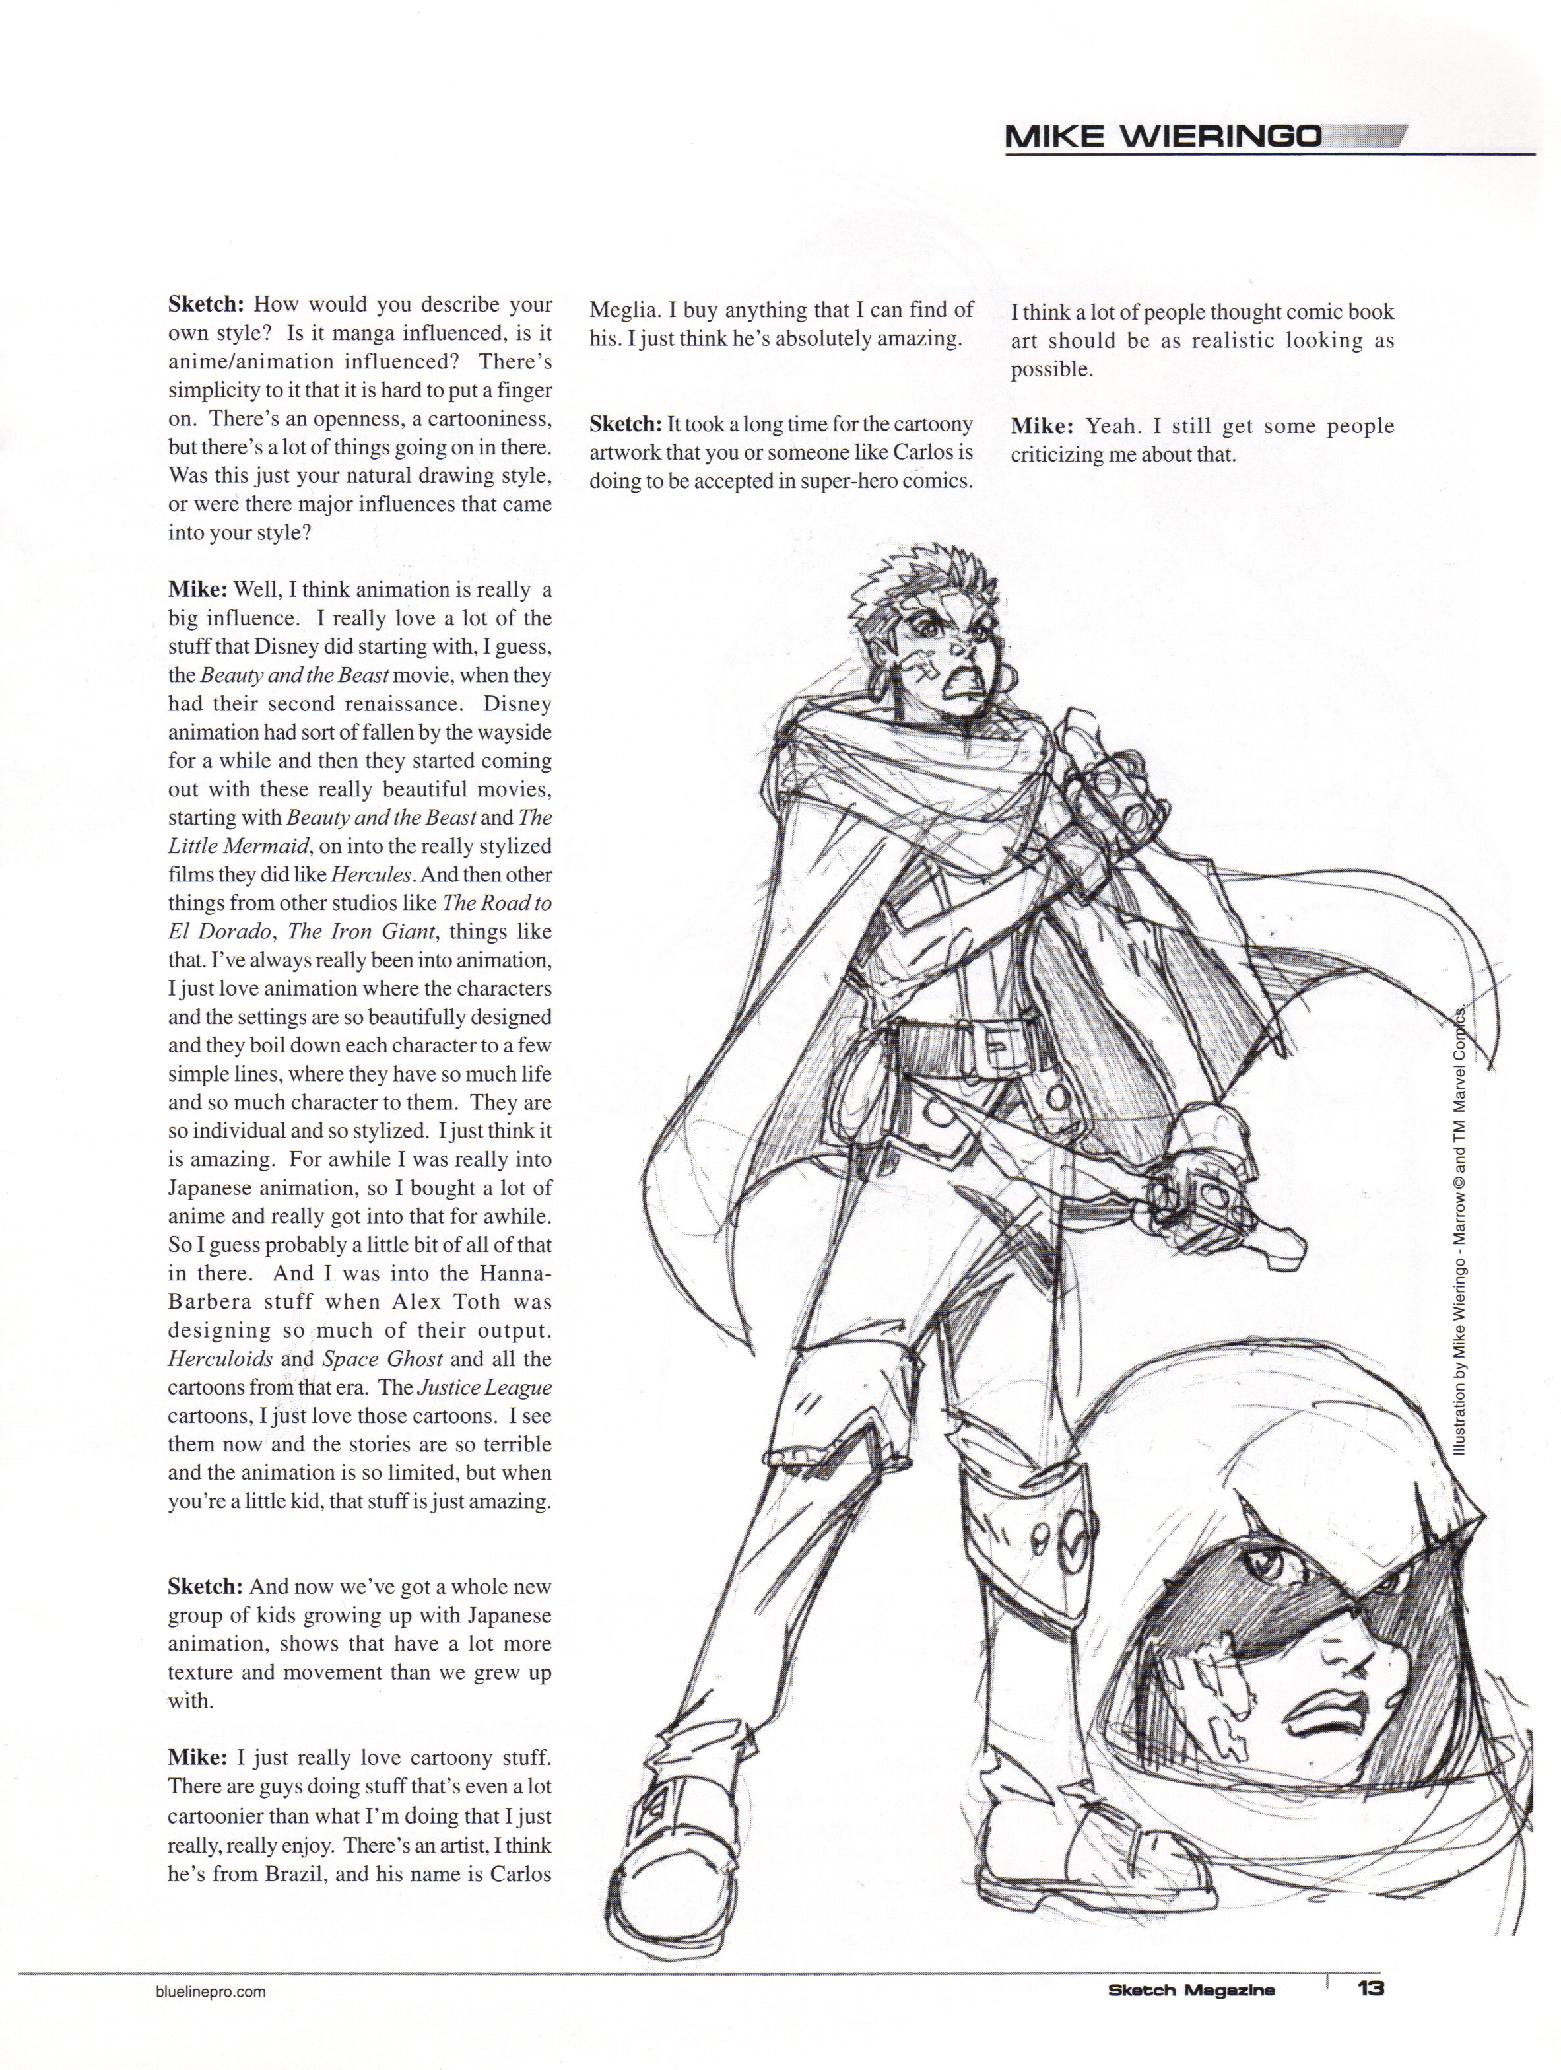 MIKE WIERINGO
Sketch: How would you describe your
own style? Is it manga influenced, is it
anime/animation influenced? There's
simplicity to it that it is hard to put a finger
on. There's an openness, a cartooniness,
but there's a lot of things going on in there.
Was this just your natural drawing style,
or were there major influences that came
into your style?
Mike: Well, I think animation is really a
big influence. I really love a lot of the
stuff that Disney did starting with, I guess,
the Beauty and the Beast movie, when they
had their second renaissance. Disney
animation had sort of fallen by the wayside
for a while and then they started coming
out with these really beautiful movies,
starting with Beauty and the Beast and The
Little Mermaid, on into the really stylized
films they did like Hercules. And then other
things from other studios like The Road to
El Dorado, The Iron Giant, things like
that. I've always really been into animation,
I just love animation where the characters
and the settings are so beautifully designed
and they boil down each character to a few
simple lines, where they have so much life
and so much character to them. They are
so individual and so stylized. I just think it
is amazing. For awhile I was really into
Japanese animation, so I bought a lot of
anime and really got into that for awhile.
So I guess probably a little bit of all of that
in there. And I was into the Hanna-
Barbera stuff when Alex Toth was
designing so much of their output.
Herculoids and Space Ghost and all the
cartoons from that era. The Justice League
cartoons, I just love those cartoons. I see
them now and the stories are so terrible
and the animation is so limited, but when
you're a little kid, that stuff is just amazing.
Sketch: And now we've got a whole new
group of kids growing up with Japanese
animation, shows that have a lot more
texture and movement than we grew up
with.
Mike: I just really love cartoony stuff.
There are guys doing stuff that's even a lot
cartoonier than what I'm doing that I just
really, really enjoy. There's an artist, I think
he's from Brazil, and his name is Carlos
Meglia. I buy anything that I can find of
his. I just think he's absolutely amazing.
Sketch: It took a long time for the cartoony
artwork that you or someone like Carlos is
doing to be accepted in super-hero comics.
I think a lot of people thought comic book
art should be as realistic looking as
possible.
Mike: Yeah. I still get some people
criticizing me about that.
Illustration by Mike Wieringo - Marrow © and TM Marvel Comics.
bluelinepro.com
Sketch Magazine 13